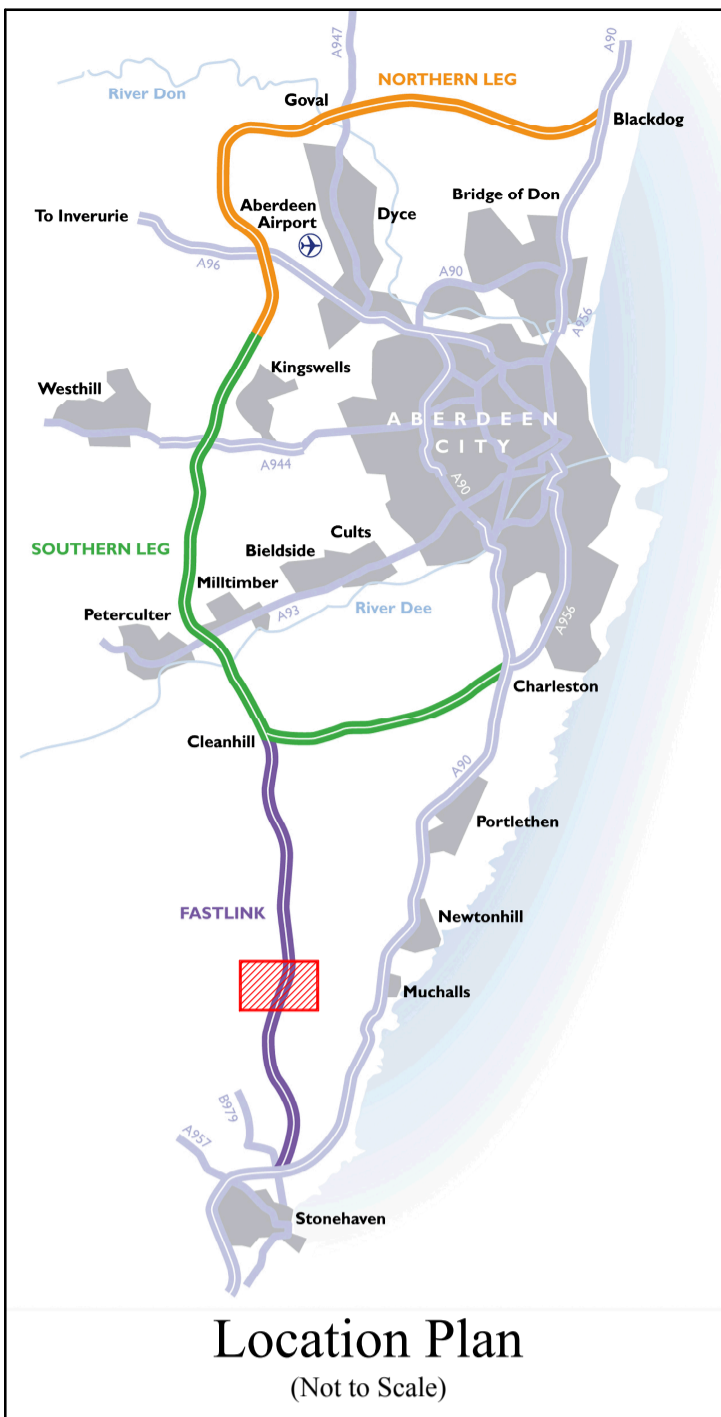 A947
A90
River Don
NORTHERN LEG
Goval
Blackdog
Bridge of Don
Aberdeen
Airport
Dyce
To Inverurie
A96
A90
A956
Kingswells
Westhill
ABERDEEN
CITY
A944
A90
SOUTHERN LEG
Cults
Bieldside
Milltimber
Peterculter
A93
River Dee
A956
Charleston
Cleanhill
A90
Portlethen
FASTLINK
Newtonhill
Muchalls
B979
A957
Stonehaven
Location Plan
(Not to Scale)